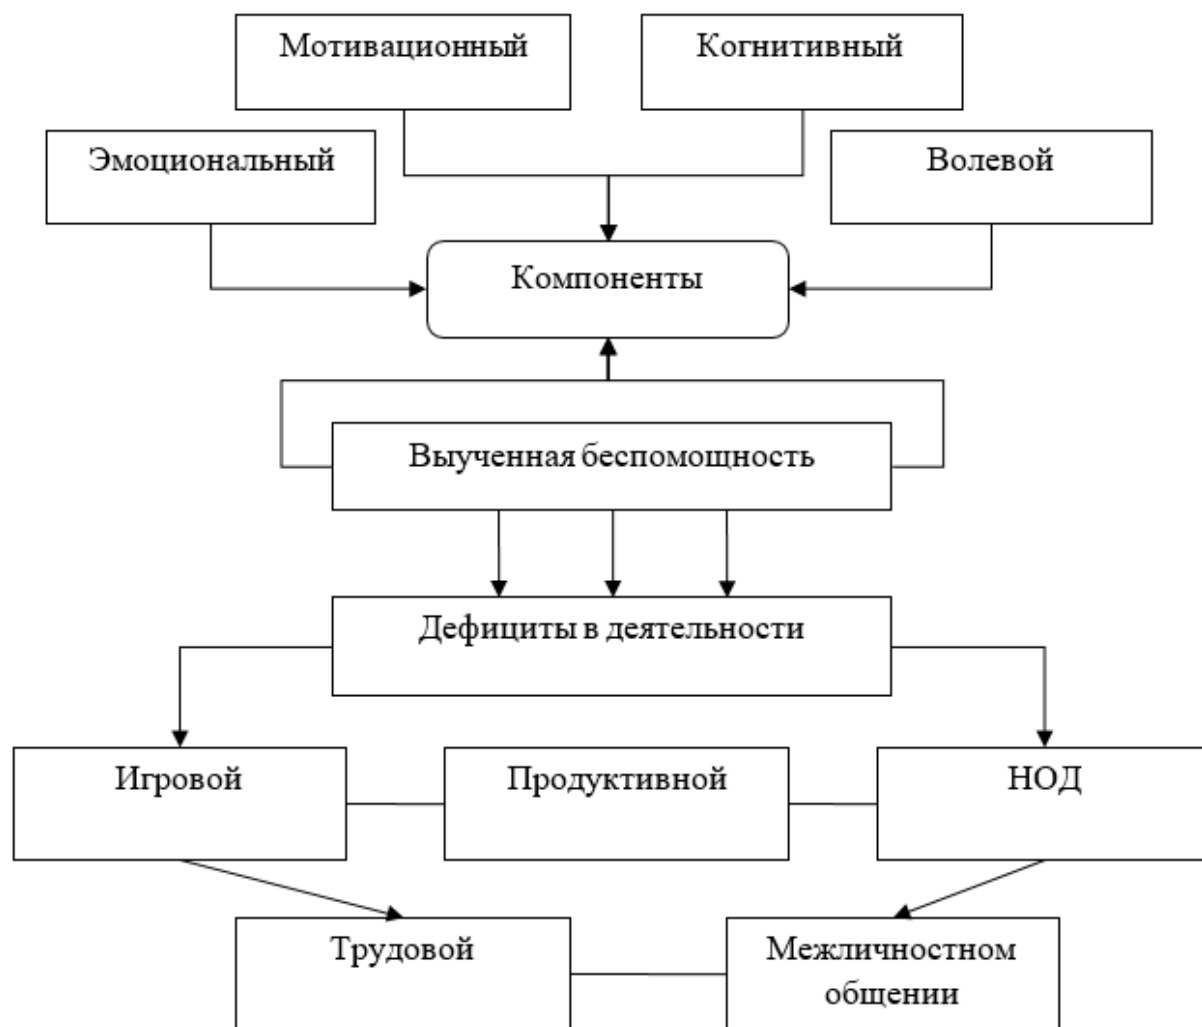 Мотивационный
Когнитивный
Эмоциональный
Волевой
Компоненты
Выученная беспомощность
Дефициты в деятельности
Игровой
Продуктивной
НОД
Трудовой
Межличностном
общении